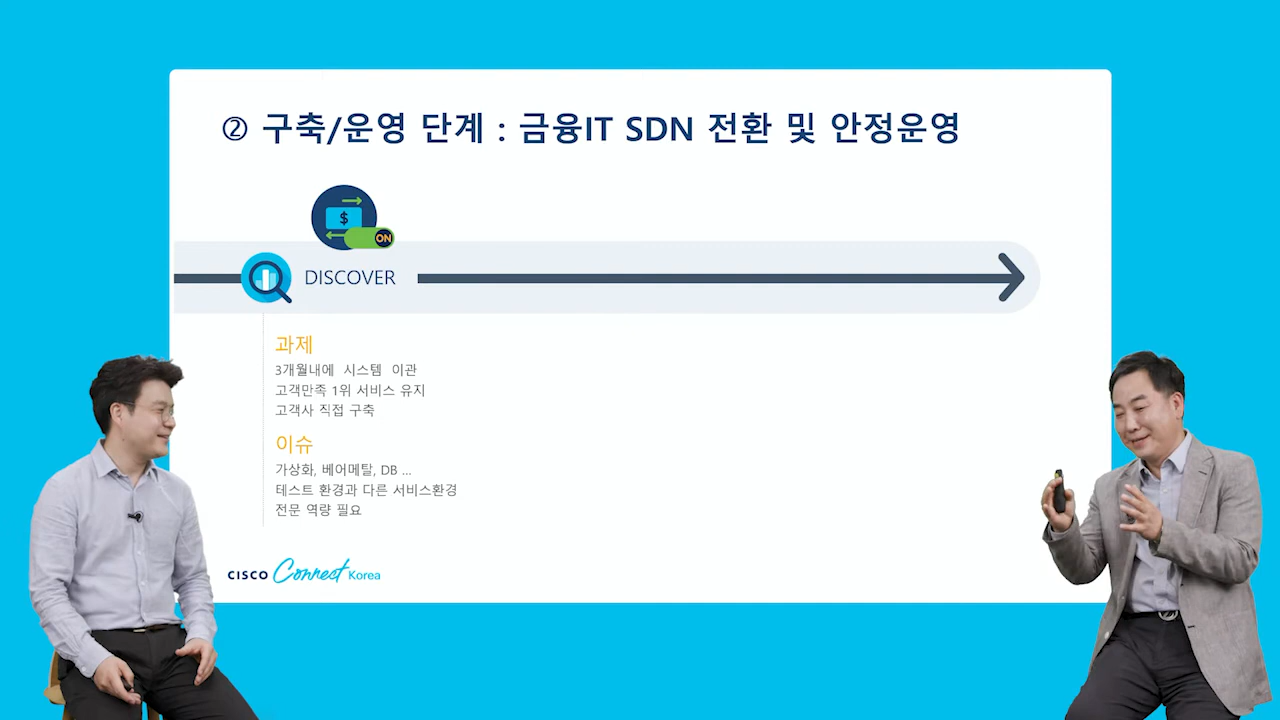 ② 구축/운영 단계 : 금융IT SDN 전환 및 안정운영
$
ON
DISCOVER
과제
3개월내에 시스템 이관
고객만족 1위 서비스 유지
고객사 직접 구축
이슈
가상화, 베어메탈, DB ...
테스트 환경과 다른 서비스환경
전문 역량 필요
CISCO Connect Korea